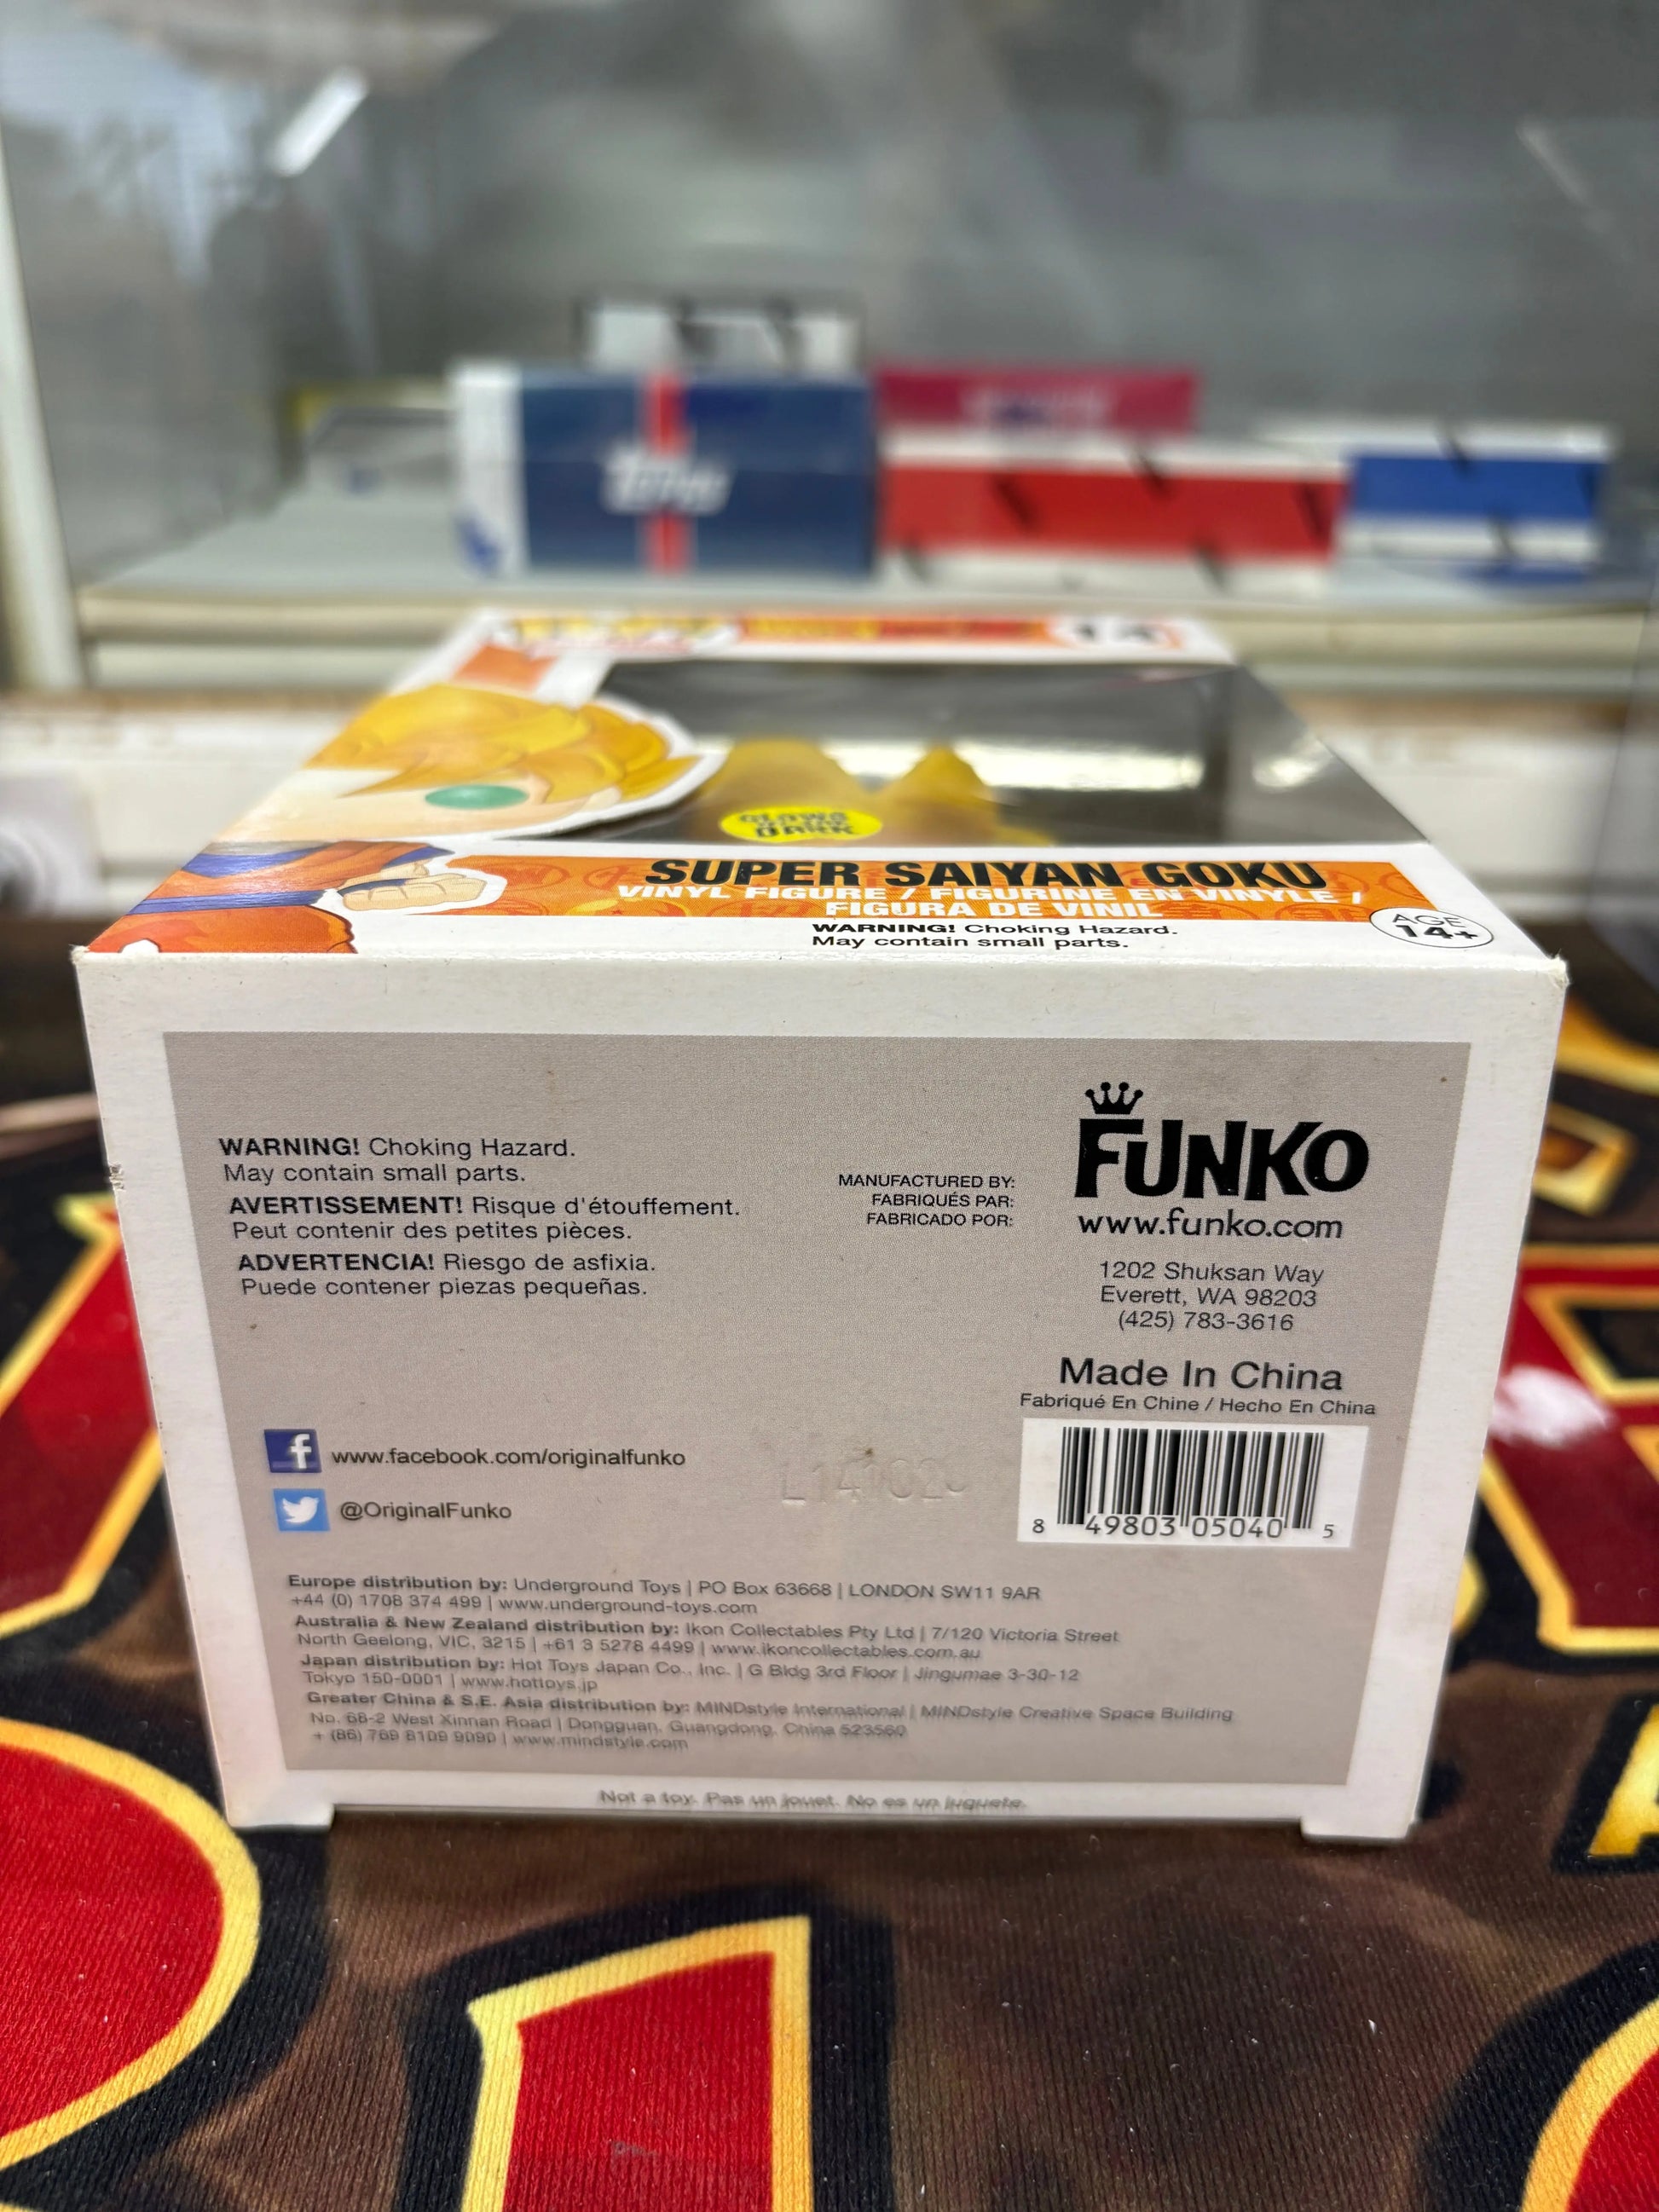 topps
14
GLOWS
IN THE
DARK
SUPER SAIYAN GOKU
VINYL FIGURE / FIGURINE EN VINYLE /
FIGURA DE VINIL
WARNING! Choking Hazard.
May contain small parts.
AGE
14+
WARNING! Choking Hazard.
May contain small parts.
AVERTISSEMENT! Risque d'étouffement.
Peut contenir des petites pièces.
ADVERTENCIA! Riesgo de asfixia.
Puede contener piezas pequeñas.
MANUFACTURED BY:
FABRIQUÉS PAR:
FABRICADO POR:
FUNKO
www.funko.com
1202 Shuksan Way
Everett, WA 98203
(425) 783-3616
Made In China
Fabriqué En Chine / Hecho En China
8 49803 05040 5
f www.facebook.com/originalfunko
@OriginalFunko
Europe distribution by: Underground Toys | PO Box 63668 | LONDON SW11 9AR
+44 (0) 1708 374 499 | www.underground-toys.com
Australia & New Zealand distribution by: Ikon Collectables Pty Ltd | 7/120 Victoria Street
North Geelong, VIC, 3215 | +61 3 5278 4499 | www.ikoncollectables.com.au
Japan distribution by: Hot Toys Japan Co., Inc. | G Bldg 3rd Floor | Jingumae 3-30-12
Tokyo 150-0001 | www.hottoys.jp
Greater China & S.E. Asia distribution by: MINDstyle International | MINDstyle Creative Space Building
No. 68-2 West Xinnan Road | Dongguan, Guangdong, China 523560
+ (86) 769 8109 9090 | www.mindstyle.com
Not a toy. Pas un jouet. No es un juguete.